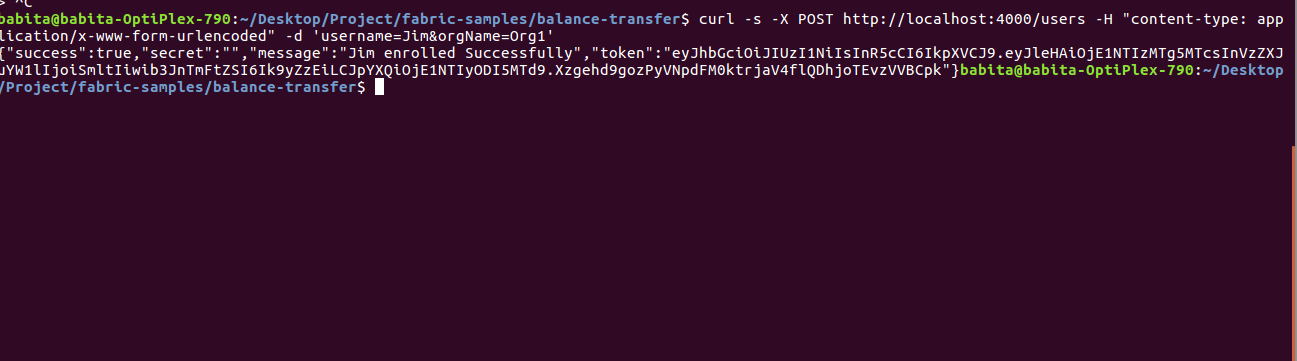 > ^C
babita@babita-OptiPlex-790:~/Desktop/Project/fabric-samples/balance-transfer$ curl -s -X POST http://localhost:4000/users -H "content-type: app
lication/x-www-form-urlencoded" -d 'username=Jim&orgName=Org1'
{"success":true,"secret":"","message":"Jim enrolled Successfully","token":"eyJhbGciOiJIUzI1NiIsInR5cCI6IkpXVCJ9.eyJleHAiOjE1NTIzMTg5MTcsInVzZXJ
uYW1lIjoiSmltIiwib3JnTmFtZSI6Ik9yZzEiLCJpYXQiOjE1NTIyODI5MTd9.Xzgehd9gozPyVNpdFM0ktrjaV4flQDhjoTEvzVVBCpk"}babita@babita-OptiPlex-790:~/Desktop
/Project/fabric-samples/balance-transfer$